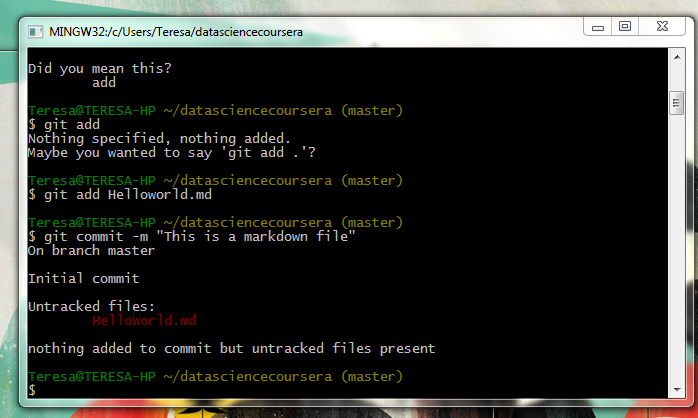 MINGW32:/c/Users/Teresa/datasciencecoursera
Did you mean this?
        add
Teresa@TERESA-HP ~/datasciencecoursera (master)
$ git add
Nothing specified, nothing added.
Maybe you wanted to say 'git add .'?
Teresa@TERESA-HP ~/datasciencecoursera (master)
$ git add Helloworld.md
Teresa@TERESA-HP ~/datasciencecoursera (master)
$ git commit -m "This is a markdown file"
On branch master
Initial commit
Untracked files:
        HelloWorld.md
nothing added to commit but untracked files present
Teresa@TERESA-HP ~/datasciencecoursera (master)
$